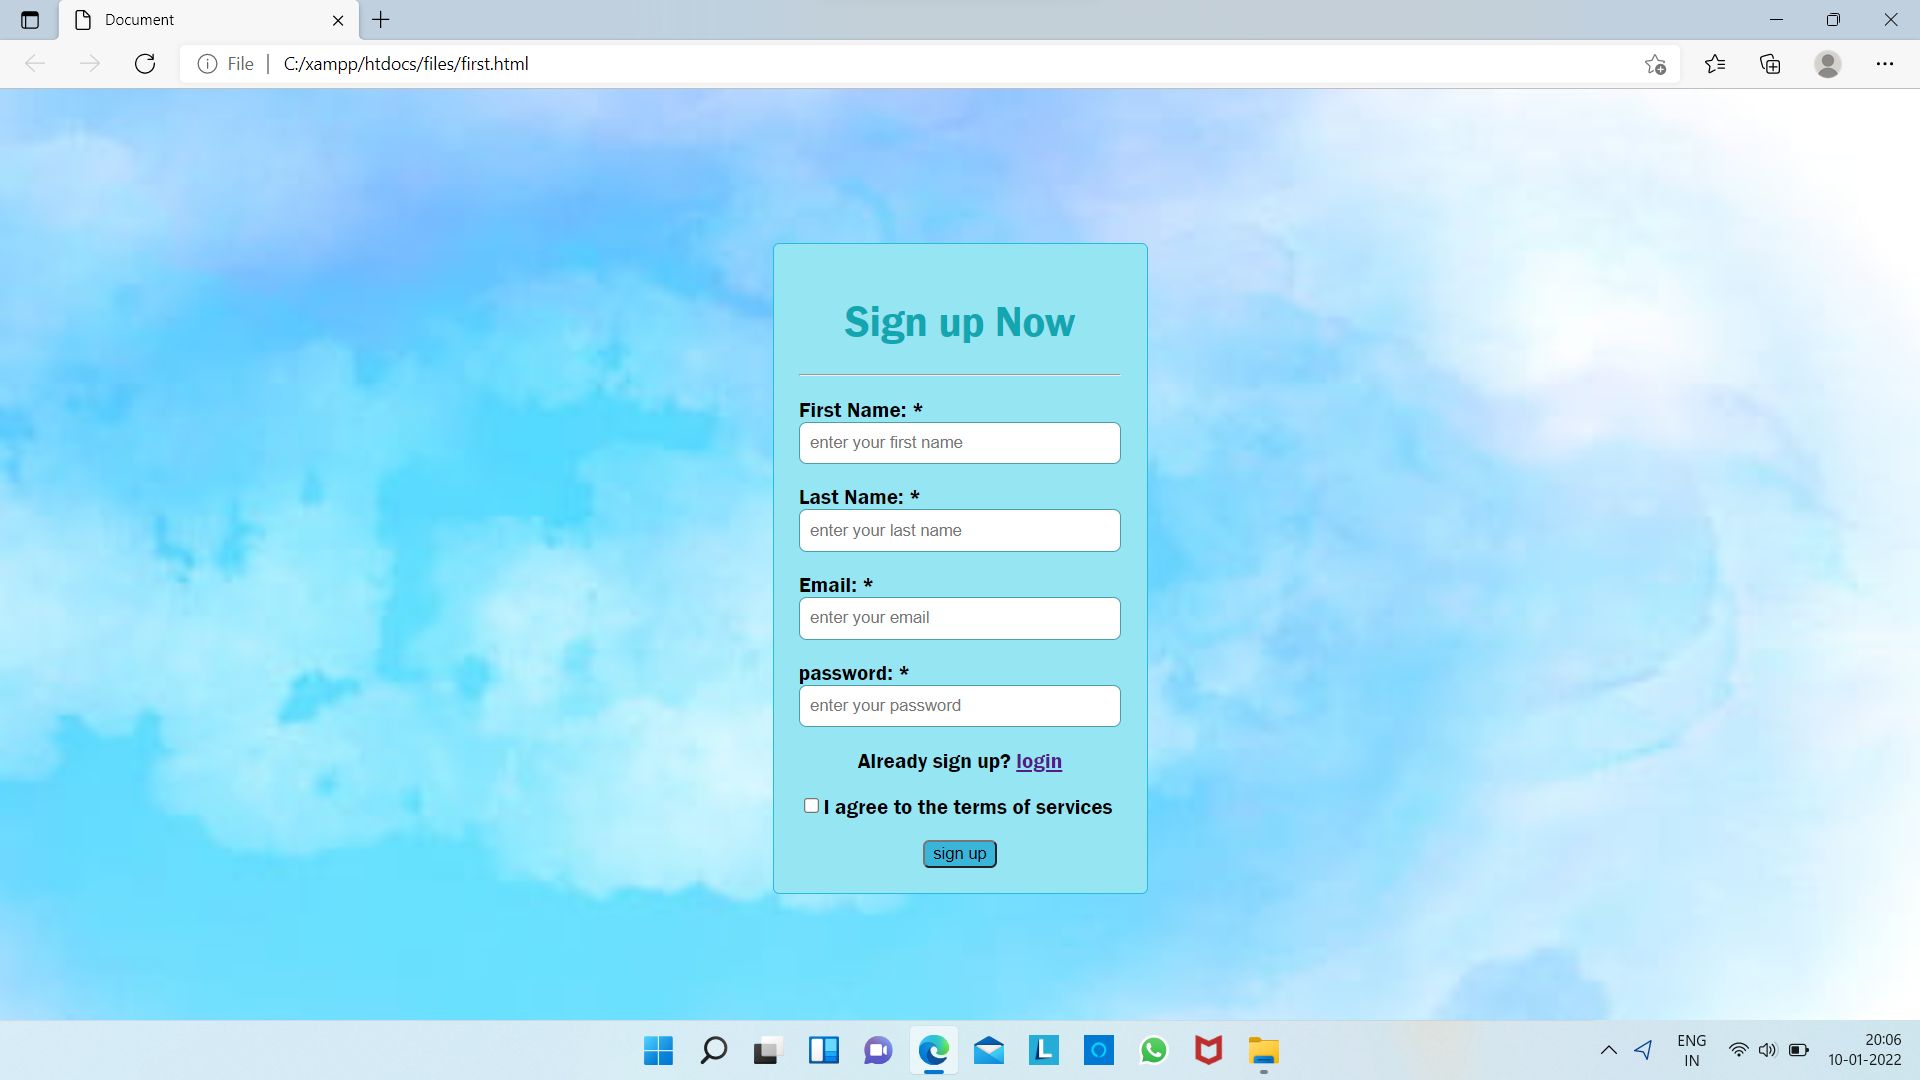 Document
File
C:/xampp/htdocs/files/first.html
Sign up Now
First Name: *
enter your first name
Last Name: *
enter your last name
Email: *
enter your email
password: *
enter your password
Already sign up? login
I agree to the terms of services
sign up
ENG
IN
20:06
10-01-2022